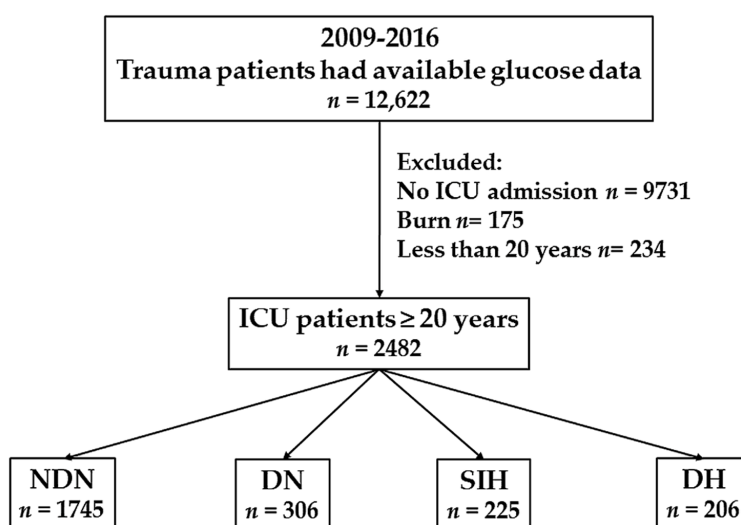 2009-2016
Trauma patients had available glucose data
n = 12,622
Excluded:
No ICU admission n = 9731
Burn n= 175
Less than 20 years n= 234
ICU patients ≥ 20 years
n = 2482
NDN
n = 1745
DN
n = 306
SIH
n = 225
DH
n = 206